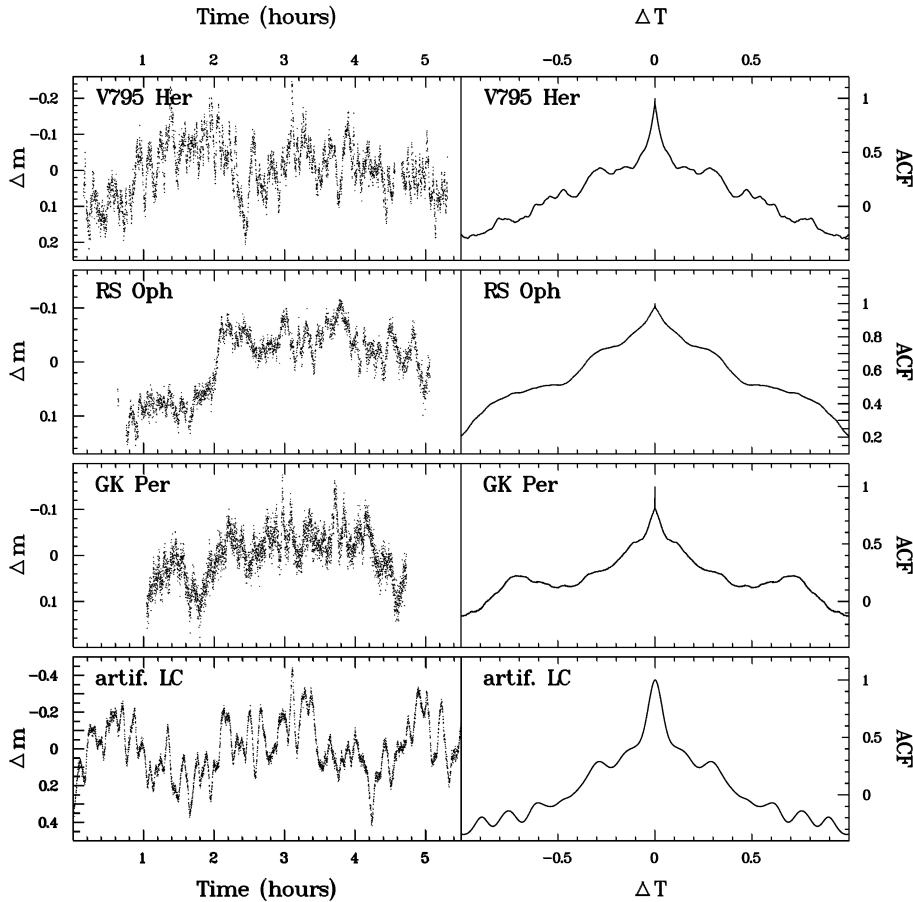 Time (hours) Δ T
1 2 3 4 5 −0.5 0 0.5
V795 Her V795 Her
−0.2
−0.1
0
0.1
0.2
Δ m
1
0.5
0
ACF
RS Oph RS Oph
−0.1
0
0.1
Δ m
1
0.8
0.6
0.4
0.2
ACF
GK Per GK Per
−0.1
0
0.1
Δ m
1
0.5
0
ACF
artif. LC artif. LC
−0.4
−0.2
0
0.2
0.4
Δ m
1
0.5
0
ACF
1 2 3 4 5 −0.5 0 0.5
Time (hours) Δ T